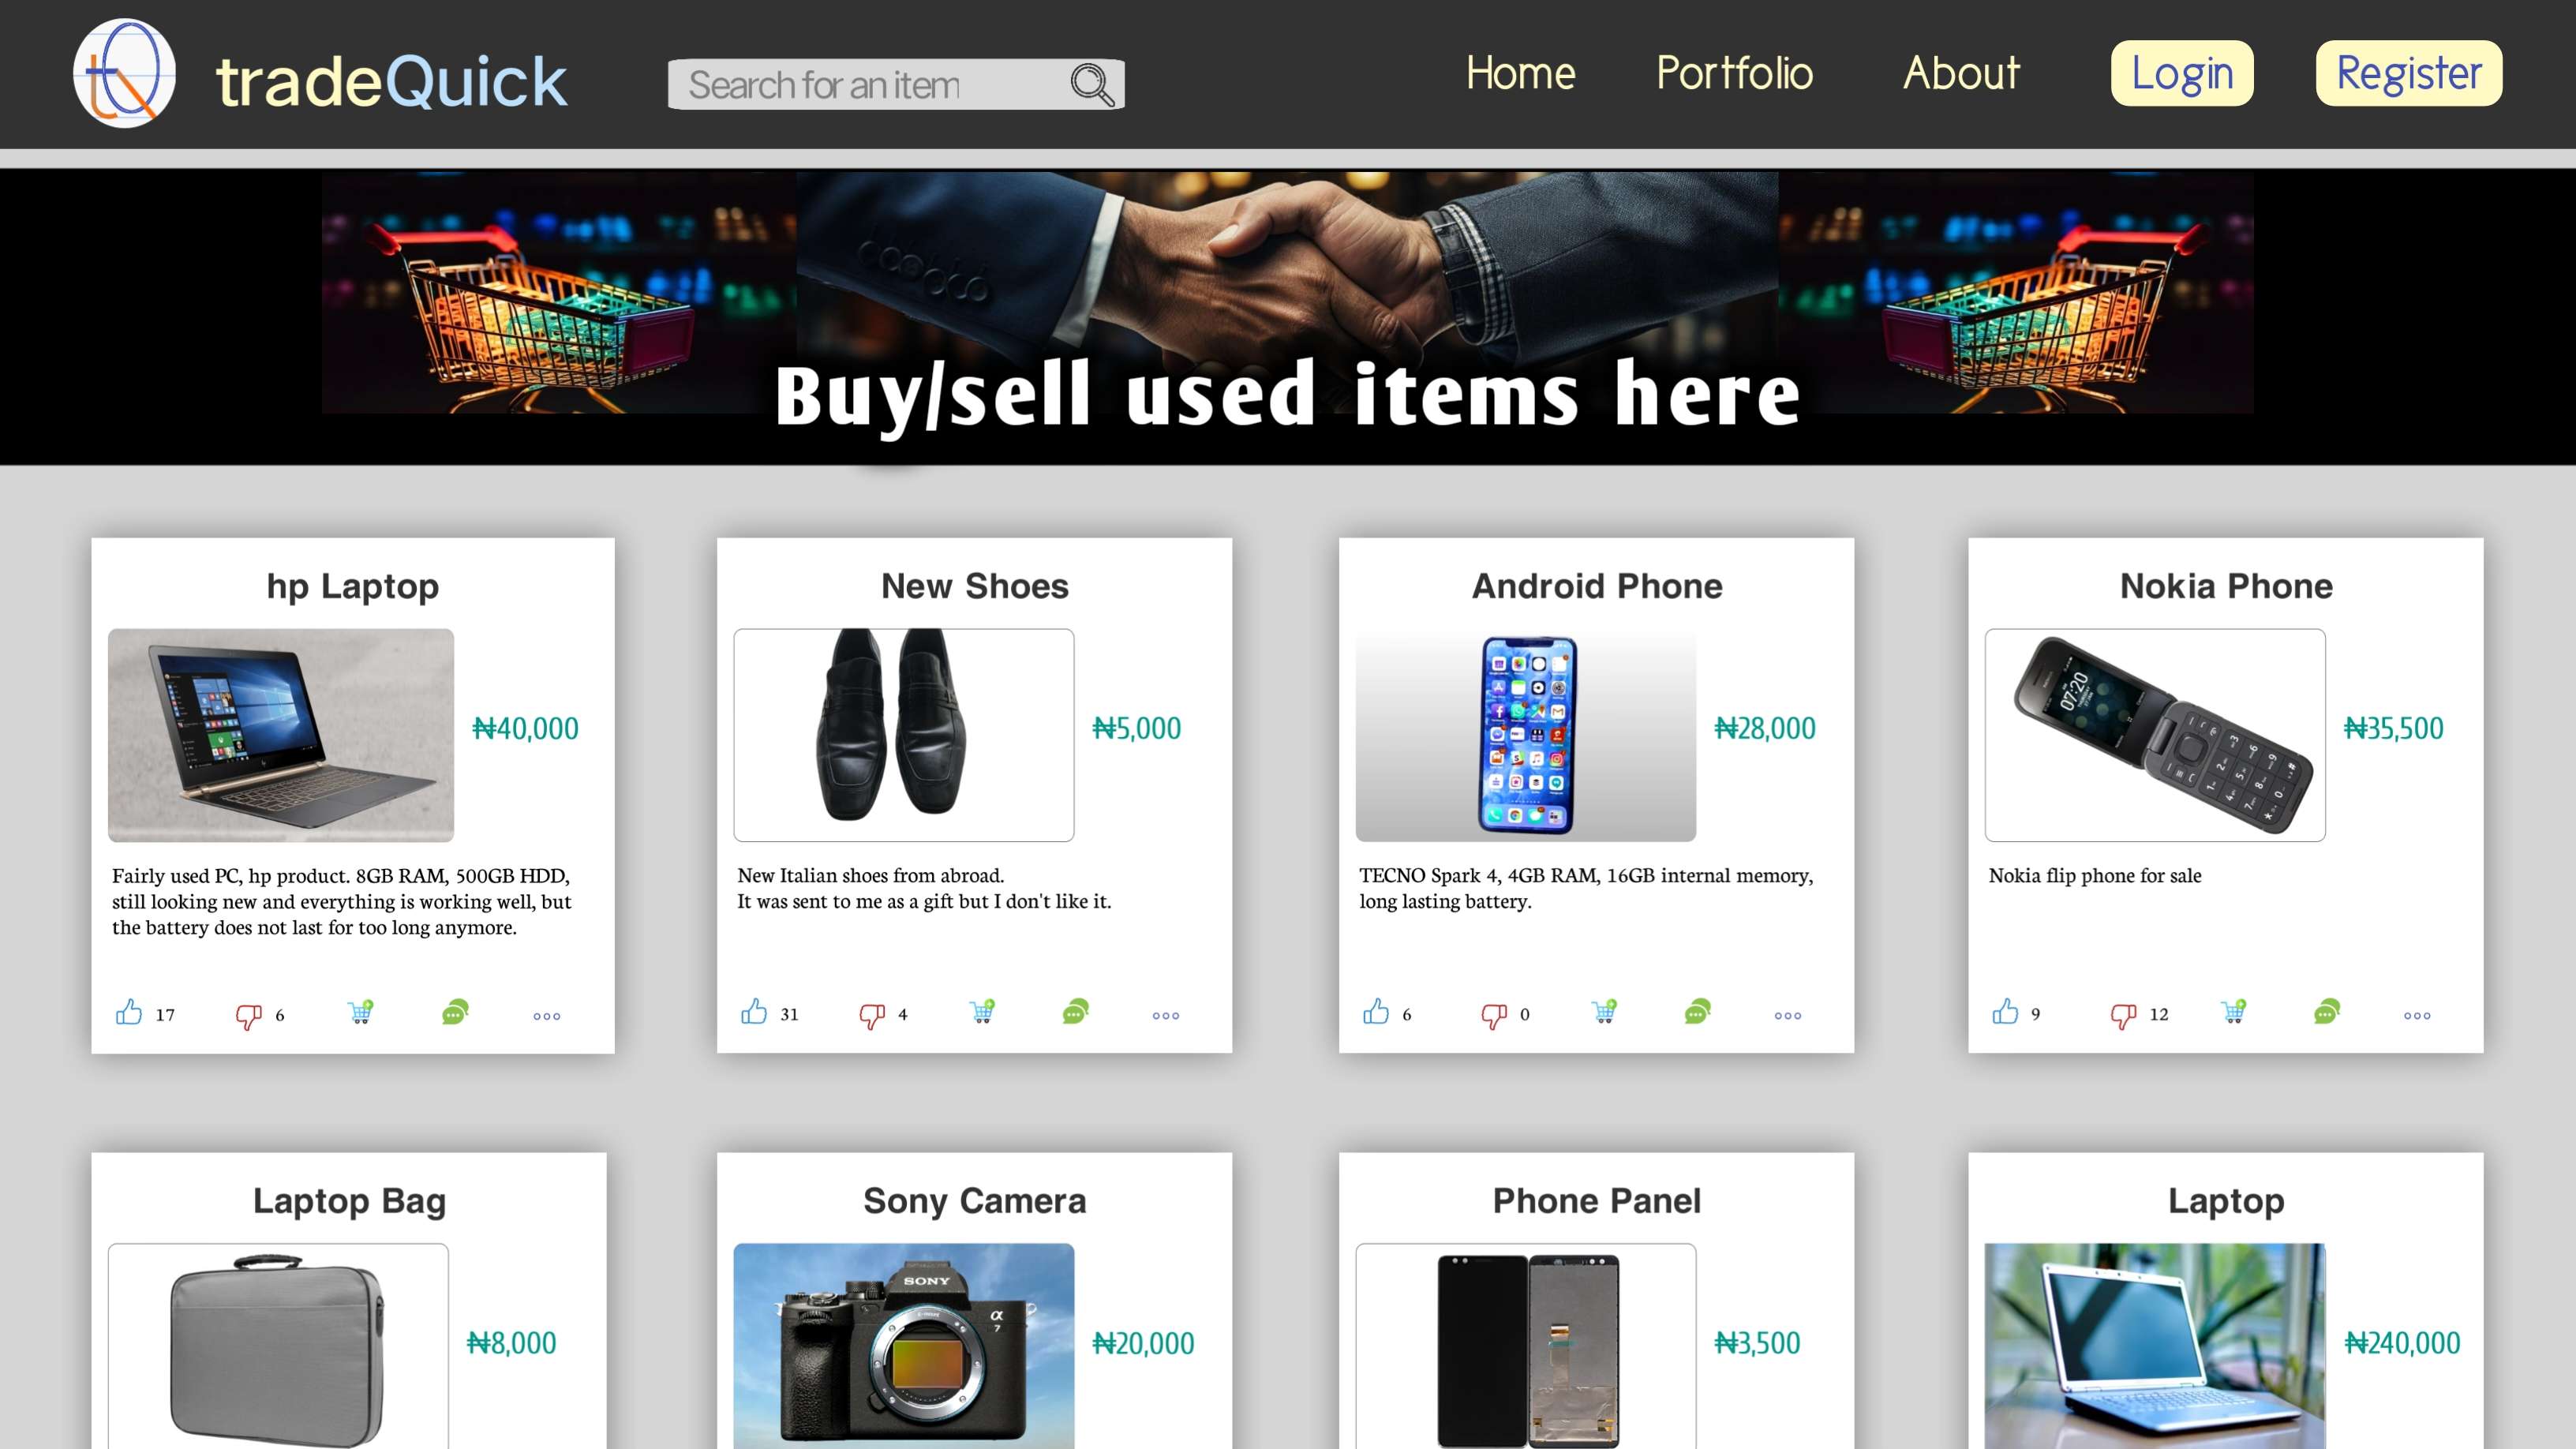 tQ
tradeQuick
Search for an item
Home
Portfolio
About
Login
Register
Buy/sell used items here
hp Laptop
₦40,000
Fairly used PC, hp product. 8GB RAM, 500GB HDD,
still looking new and everything is working well, but
the battery does not last for too long anymore.
17
6
New Shoes
₦5,000
New Italian shoes from abroad.
It was sent to me as a gift but I don't like it.
31
4
Android Phone
₦28,000
TECNO Spark 4, 4GB RAM, 16GB internal memory,
long lasting battery.
6
0
Nokia Phone
07:20
₦35,500
Nokia flip phone for sale
9
12
Laptop Bag
₦8,000
Sony Camera
SONY
α
7
₦20,000
Phone Panel
₦3,500
Laptop
₦240,000